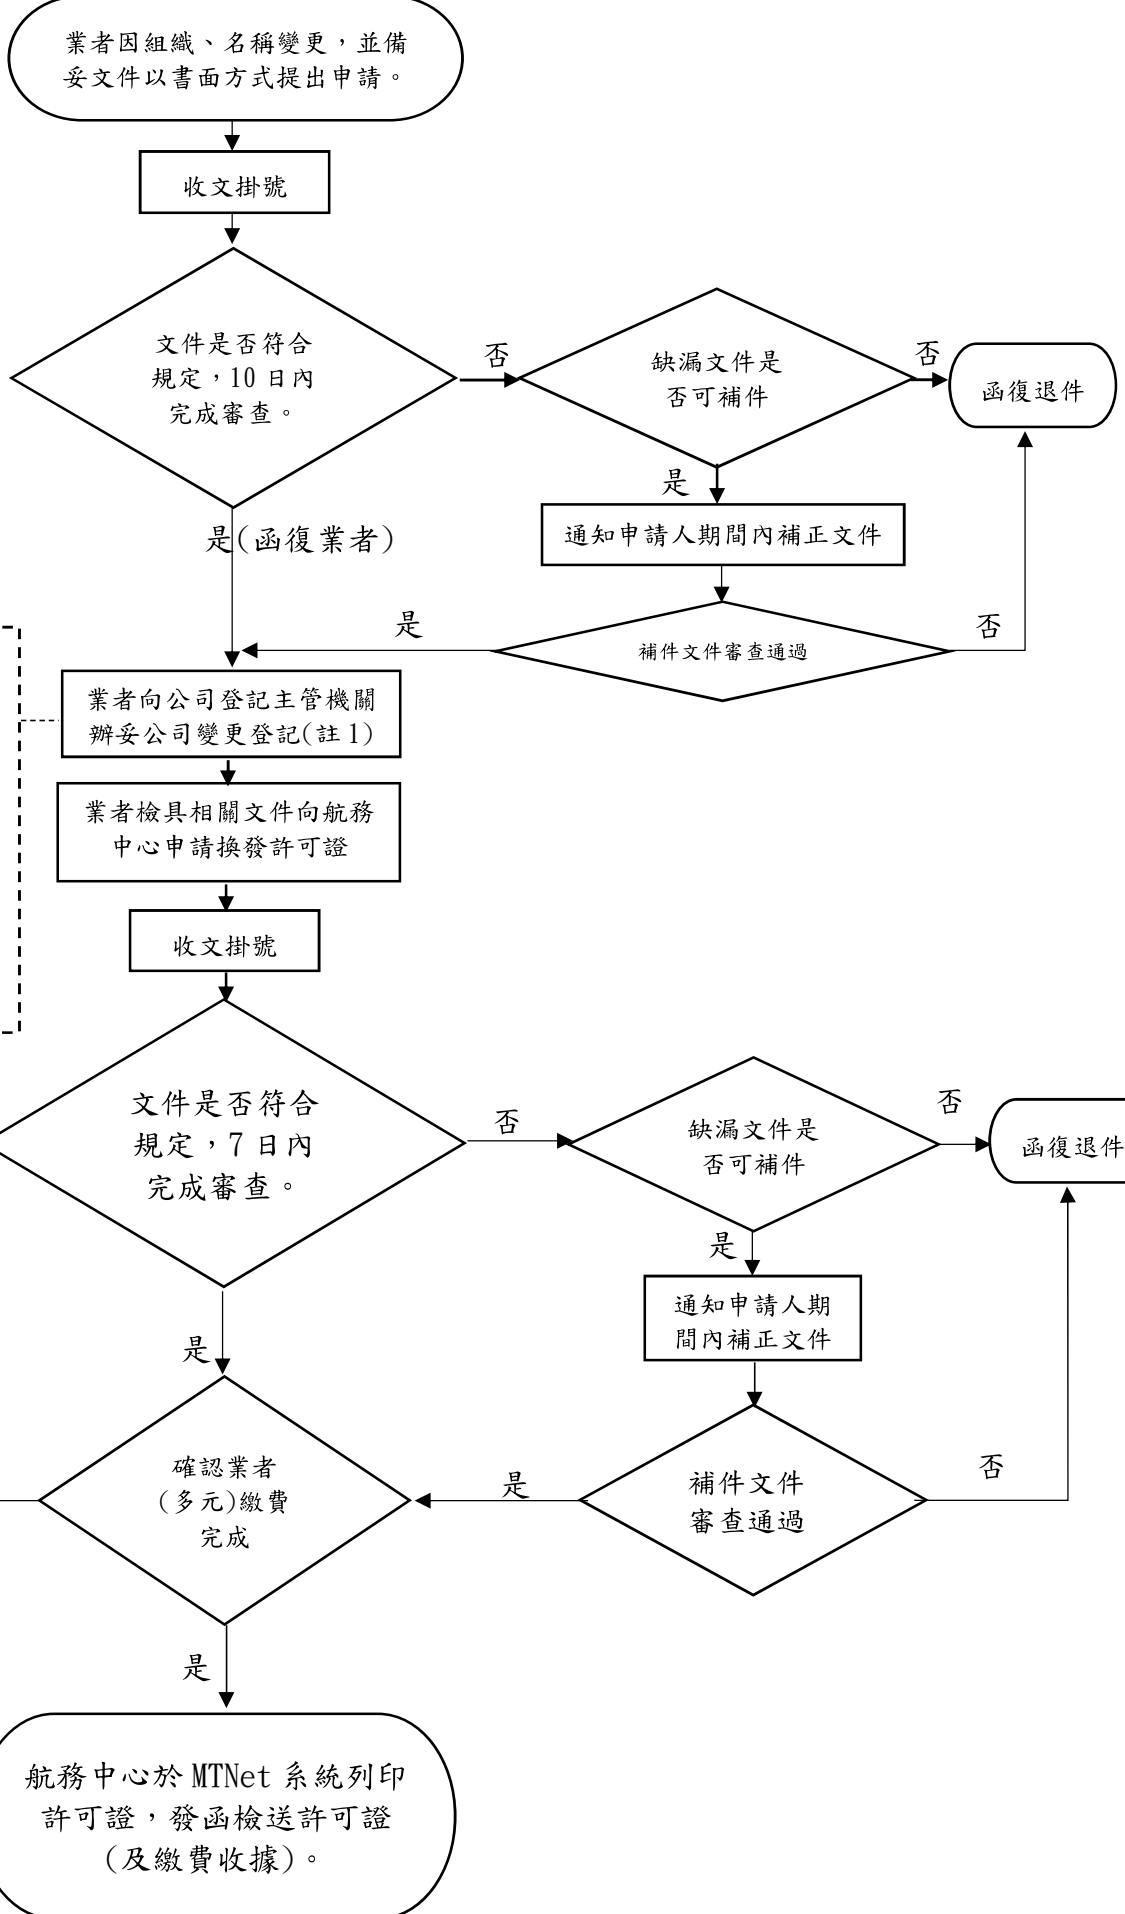 業者因組織、名稱變更，並備
妥文件以書面方式提出申請。
收文掛號
文件是否符合
規定，10 日內
完成審查。
否
缺漏文件是
否可補件
否
函復退件
是
是(函復業者)
通知申請人期間內補正文件
是
補件文件審查通過
否
業者向公司登記主管機關
辦妥公司變更登記(註 1)
業者檢具相關文件向航務
中心申請換發許可證
收文掛號
文件是否符合
規定，7 日內
完成審查。
否
缺漏文件是
否可補件
否
函復退件
是
通知申請人期
間內補正文件
是
確認業者
(多元)繳費
完成
是
補件文件
審查通過
否
是
航務中心於 MTNet 系統列印
許可證，發函檢送許可證
(及繳費收據)。